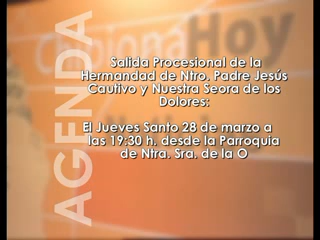 Chipiona Hoy
AGENDA
Salida Procesional de la
Hermandad de Ntro. Padre Jesús
Cautivo y Nuestra Seora de los
Dolores:
El Jueves Santo 28 de marzo a
las 19:30 h. desde la Parroquia
de Ntra. Sra. de la O